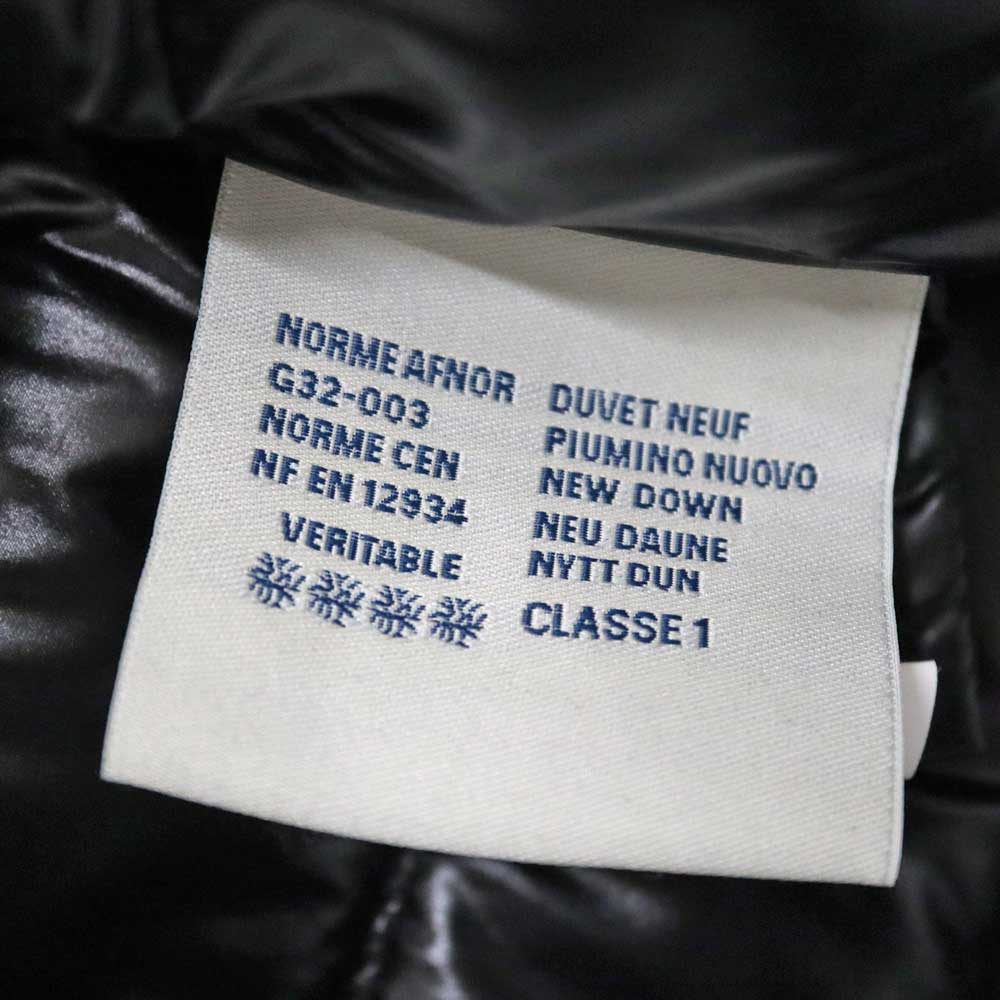 NORME AFNOR
G32-003
NORME CEN
NF EN 12934
VERITABLE
DUVET NEUF
PIUMINO NUOVO
NEW DOWN
NEU DAUNE
NYTT DUN
CLASSE 1